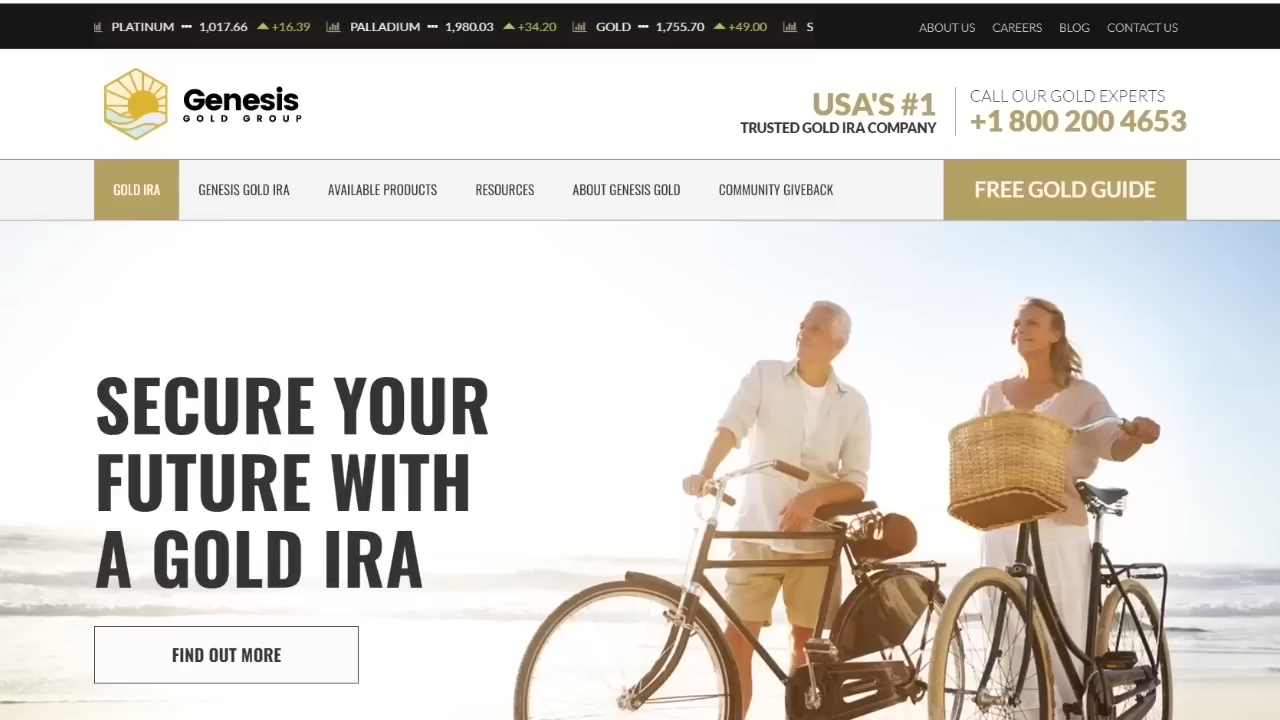 PLATINUM ••• 1,017.66 +16.39 PALLADIUM ••• 1,980.03 +34.20 GOLD ••• 1,755.70 +49.00 S
ABOUT US CAREERS BLOG CONTACT US
Genesis
GOLD GROUP
USA'S #1
TRUSTED GOLD IRA COMPANY
CALL OUR GOLD EXPERTS
+1 800 200 4653
GOLD IRA GENESIS GOLD IRA AVAILABLE PRODUCTS RESOURCES ABOUT GENESIS GOLD COMMUNITY GIVEBACK
FREE GOLD GUIDE
SECURE YOUR
FUTURE WITH
A GOLD IRA
FIND OUT MORE